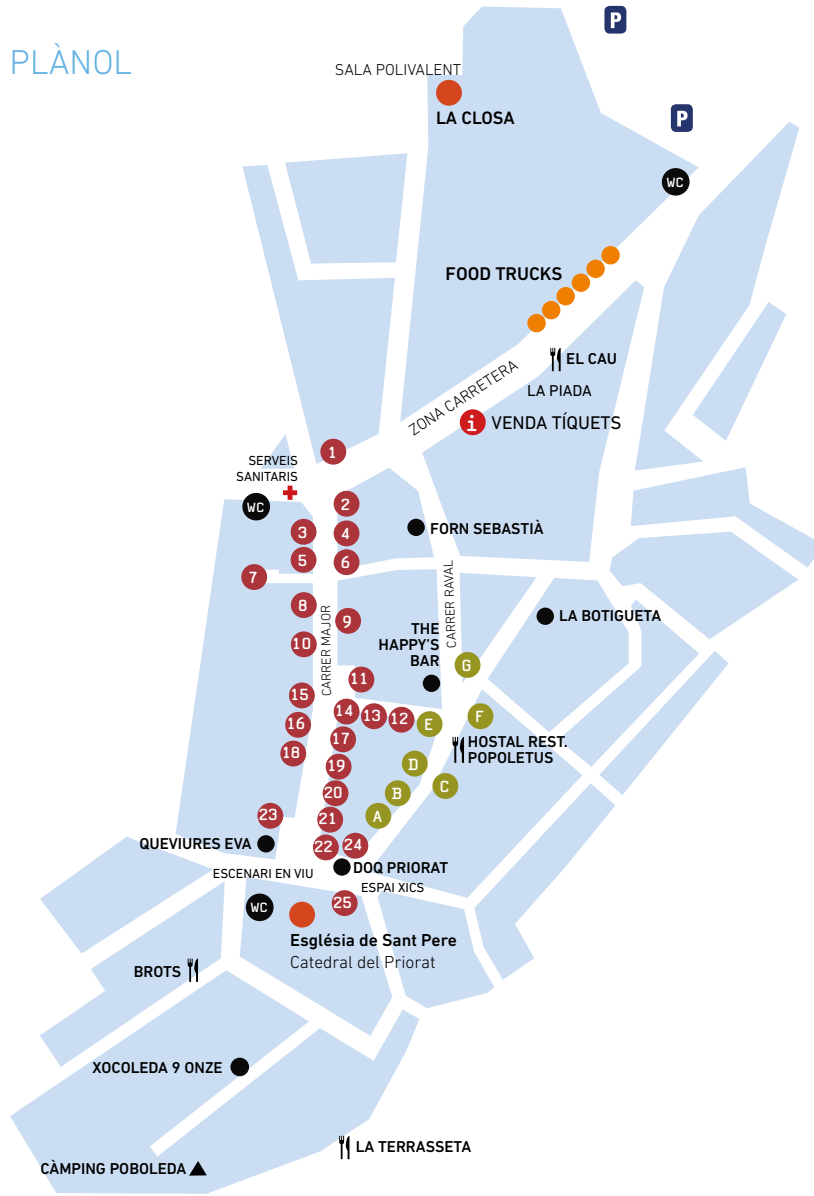 P
PLÀNOL
SALA POLIVALENT
LA CLOSA
P
WC
FOOD TRUCKS
EL CAU
LA PIADA
ZONA CARRETERA
i VENDA TÍQUETS
1
SERVEIS
SANITARIS
WC
2
3
4
FORN SEBASTIÀ
5
6
7
CARRER MAJOR
CARRER RAVAL
8
9
LA BOTIGUETA
THE
HAPPY'S
BAR
10
11
G
15
14
13
12
E
F
16
17
18
HOSTAL REST.
POPOLETUS
19
D
20
B
C
23
21
A
QUEVIURES EVA
22
24
ESCENARI EN VIU
DOQ PRIORAT
ESPAI XICS
WC
25
Església de Sant Pere
Catedral del Priorat
BROTS
XOCOLEDA 9 ONZE
LA TERRASSETA
CÀMPING POBOLEDA